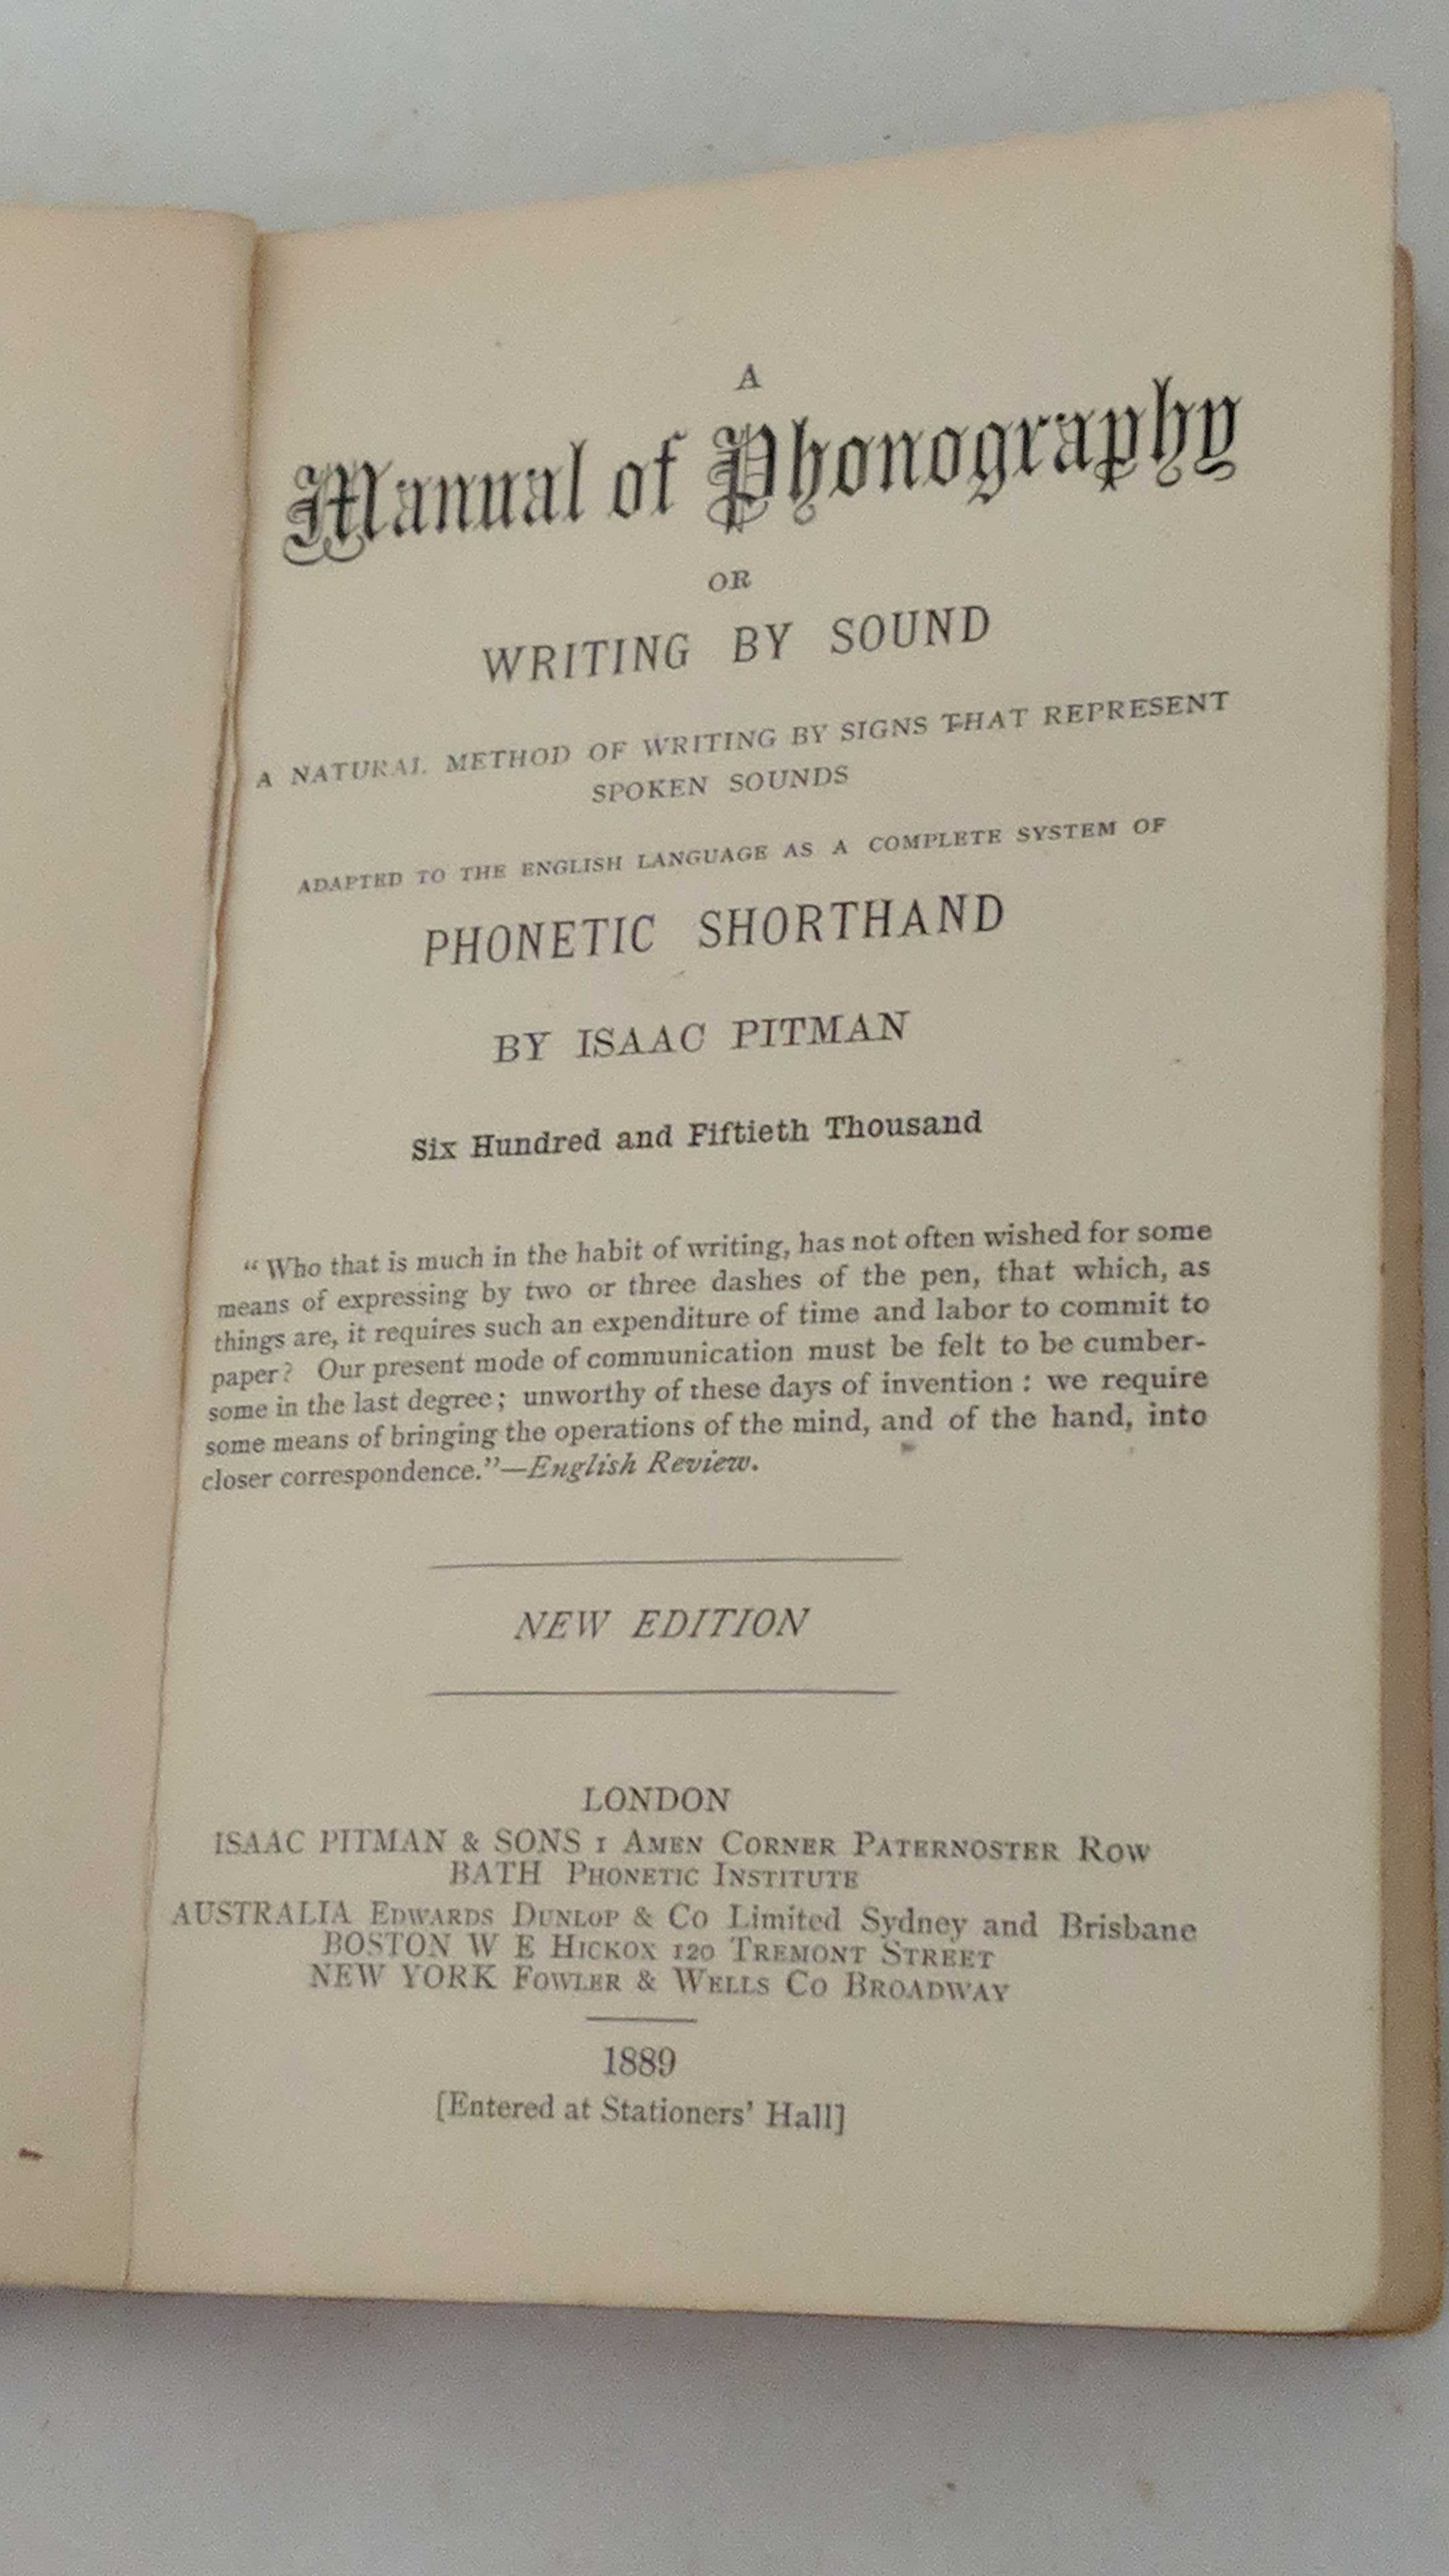 A
Manual of Phonography
OR
WRITING BY SOUND
A NATURAL METHOD OF WRITING BY SIGNS THAT REPRESENT
SPOKEN SOUNDS
ADAPTED TO THE ENGLISH LANGUAGE AS A COMPLETE SYSTEM OF
PHONETIC SHORTHAND
BY ISAAC PITMAN
Six Hundred and Fiftieth Thousand
“Who that is much in the habit of writing, has not often wished for some
means of expressing by two or three dashes of the pen, that which, as
things are, it requires such an expenditure of time and labor to commit to
paper? Our present mode of communication must be felt to be cumber-
some in the last degree; unworthy of these days of invention: we require
some means of bringing the operations of the mind, and of the hand, into
closer correspondence.”—English Review.
NEW EDITION
LONDON
ISAAC PITMAN & SONS 1 AMEN CORNER PATERNOSTER ROW
BATH PHONETIC INSTITUTE
AUSTRALIA EDWARDS DUNLOP & CO Limited Sydney and Brisbane
BOSTON W E HICKOX 120 TREMONT STREET
NEW YORK FOWLER & WELLS CO BROADWAY
1889
[Entered at Stationers’ Hall]